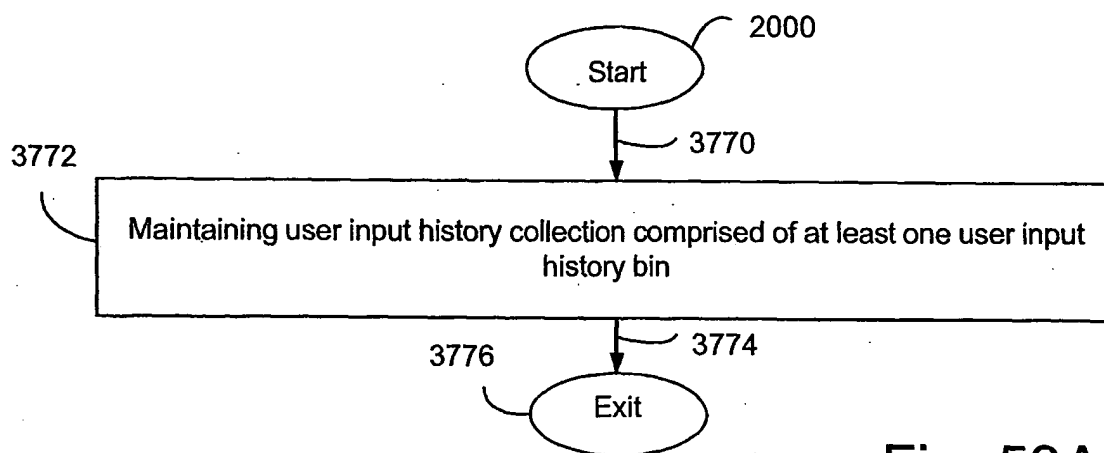 2000
Start
3770
3772
Maintaining user input history collection comprised of at least one user input
history bin
3774
3776
Exit